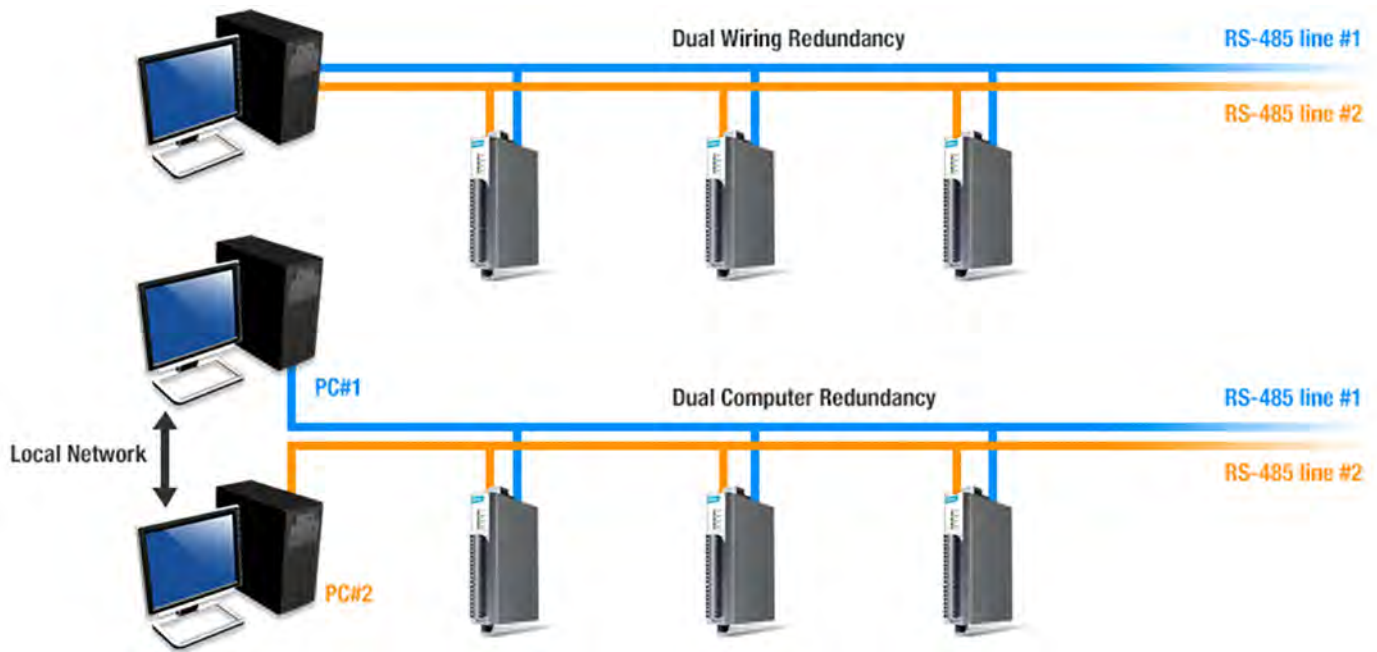 Dual Wiring Redundancy
RS-485 line #1
RS-485 line #2
PC#1
Dual Computer Redundancy
RS-485 line #1
Local Network
RS-485 line #2
PC#2